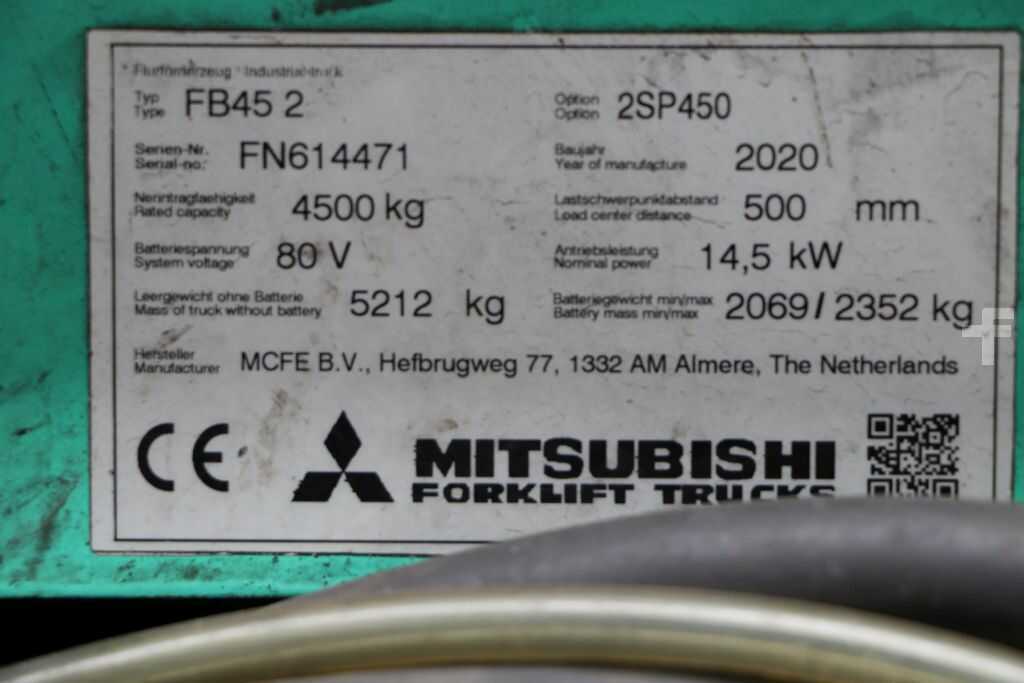 Flurförderzeug - Industrial-truck
Typ FB45 2 Option 2SP450
Type Option
Serien-Nr. FN614471 Baujahr 2020
Serial-no.: Year of manufacture
Nenntragfaehigkeit 4500 kg Lastschwerpunktabstand 500 mm
Rated capacity Load center distance
Batteriespannung 80 V Antriebsleistung 14,5 kW
System voltage Nominal power
Leergewicht ohne Batterie 5212 kg Batteriegewicht min/max 2069/2352 kg
Mass of truck without battery Battery mass min/max
Hersteller MCFE B.V., Hefbrugweg 77, 1332 AM Almere, The Netherlands
Manufacturer
CE MITSUBISHI
FORKLIFT TRUCKS